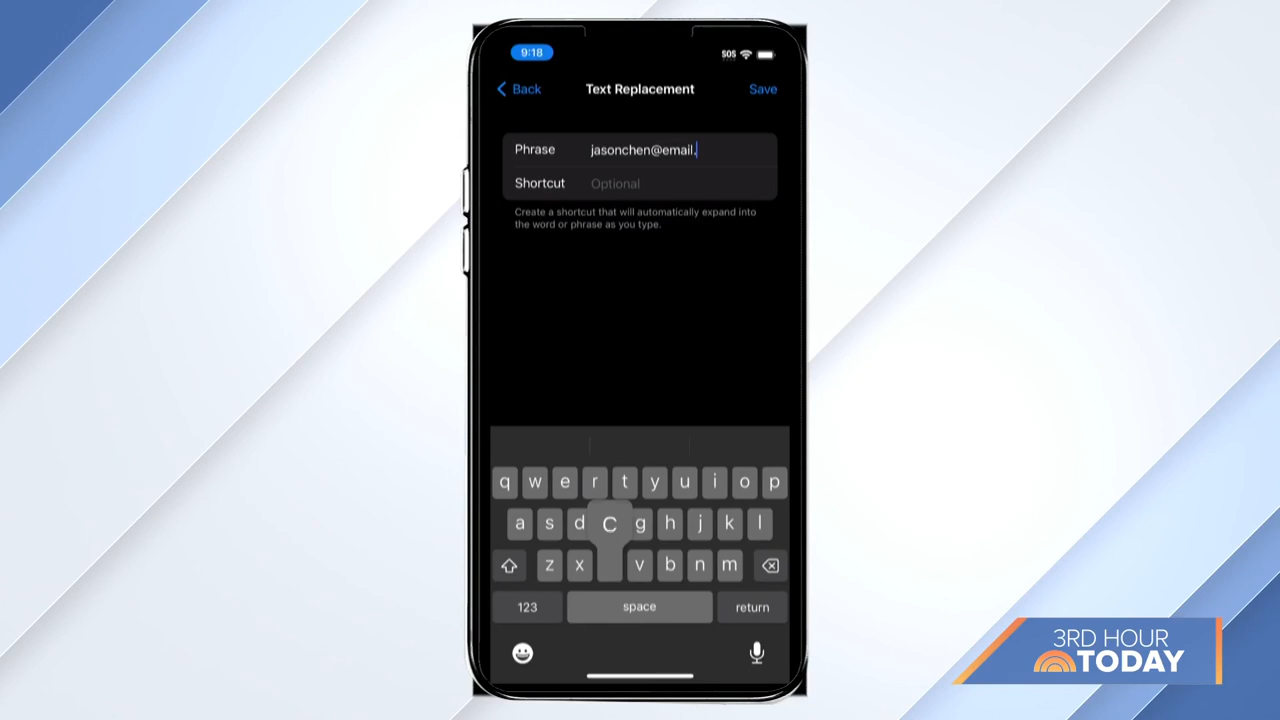 9:18
SOS
Back
Text Replacement
Save
Phrase jasonchen@email.
Shortcut Optional
Create a shortcut that will automatically expand into
the word or phrase as you type.
q w e r t y u i o p
a s d C g h j k l
z x v b n m
123 space return
3RD HOUR
TODAY